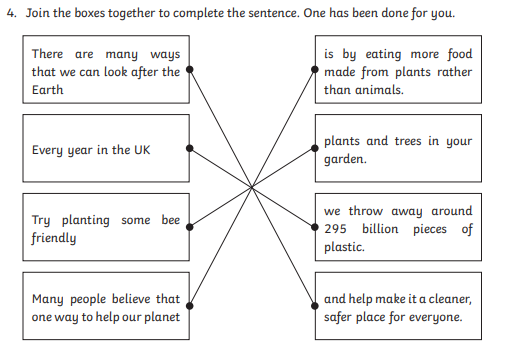 4. Join the boxes together to complete the sentence. One has been done for you.
There are many ways
that we can look after the
Earth
is by eating more food
made from plants rather
than animals.
Every year in the UK
plants and trees in your
garden.
Try planting some bee
friendly
we throw away around
295 billion pieces of
plastic.
Many people believe that
one way to help our planet
and help make it a cleaner,
safer place for everyone.